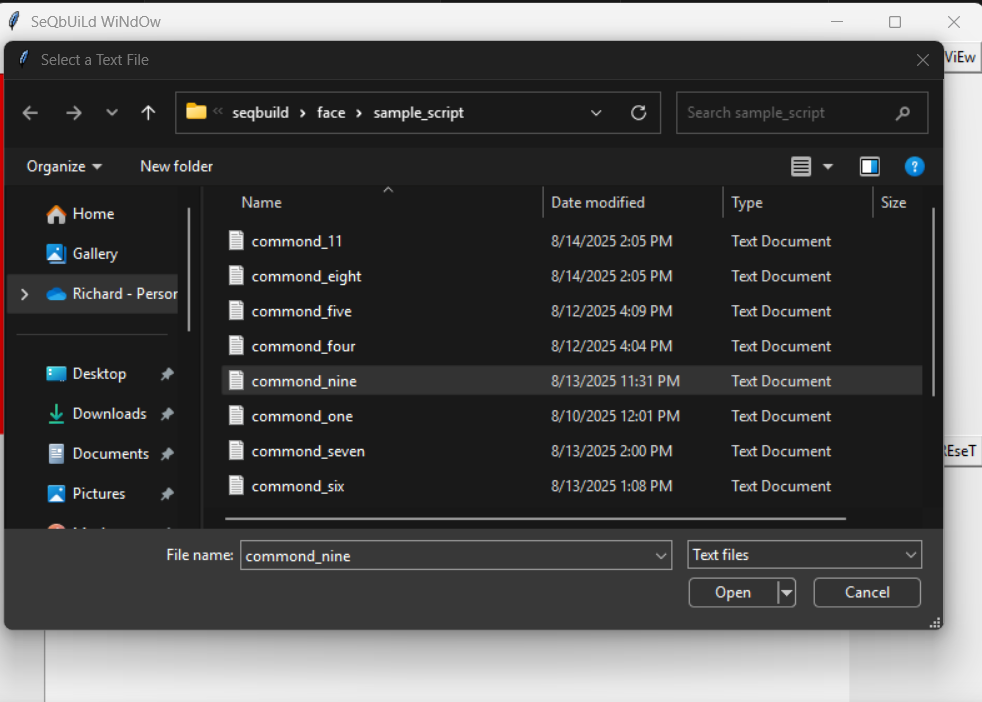 SeQbUiLd WiNdOw
ViEw
Select a Text File
« seqbuild > face > sample_script
Search sample_script
Organize
New folder
Name Date modified Type Size
Home
Gallery
Richard - Person
Desktop
Downloads
Documents
Pictures
commond_11 8/14/2025 2:05 PM Text Document
commond_eight 8/14/2025 2:05 PM Text Document
commond_five 8/12/2025 4:09 PM Text Document
commond_four 8/12/2025 4:04 PM Text Document
commond_nine 8/13/2025 11:31 PM Text Document
commond_one 8/10/2025 12:01 PM Text Document
commond_seven 8/13/2025 2:00 PM Text Document
commond_six 8/13/2025 1:08 PM Text Document
REseT
File name: commond_nine
Text files
Open
Cancel